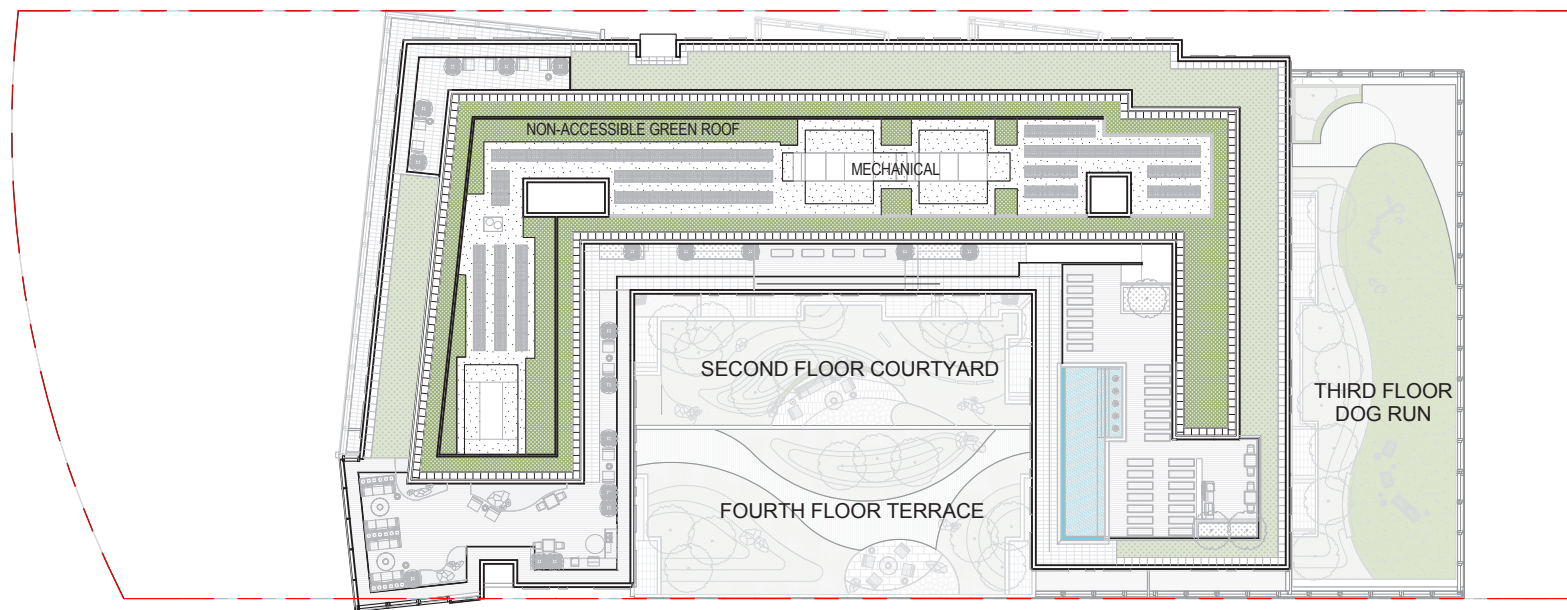 NON-ACCESSIBLE GREEN ROOF
MECHANICAL
SECOND FLOOR COURTYARD
THIRD FLOOR
DOG RUN
FOURTH FLOOR TERRACE